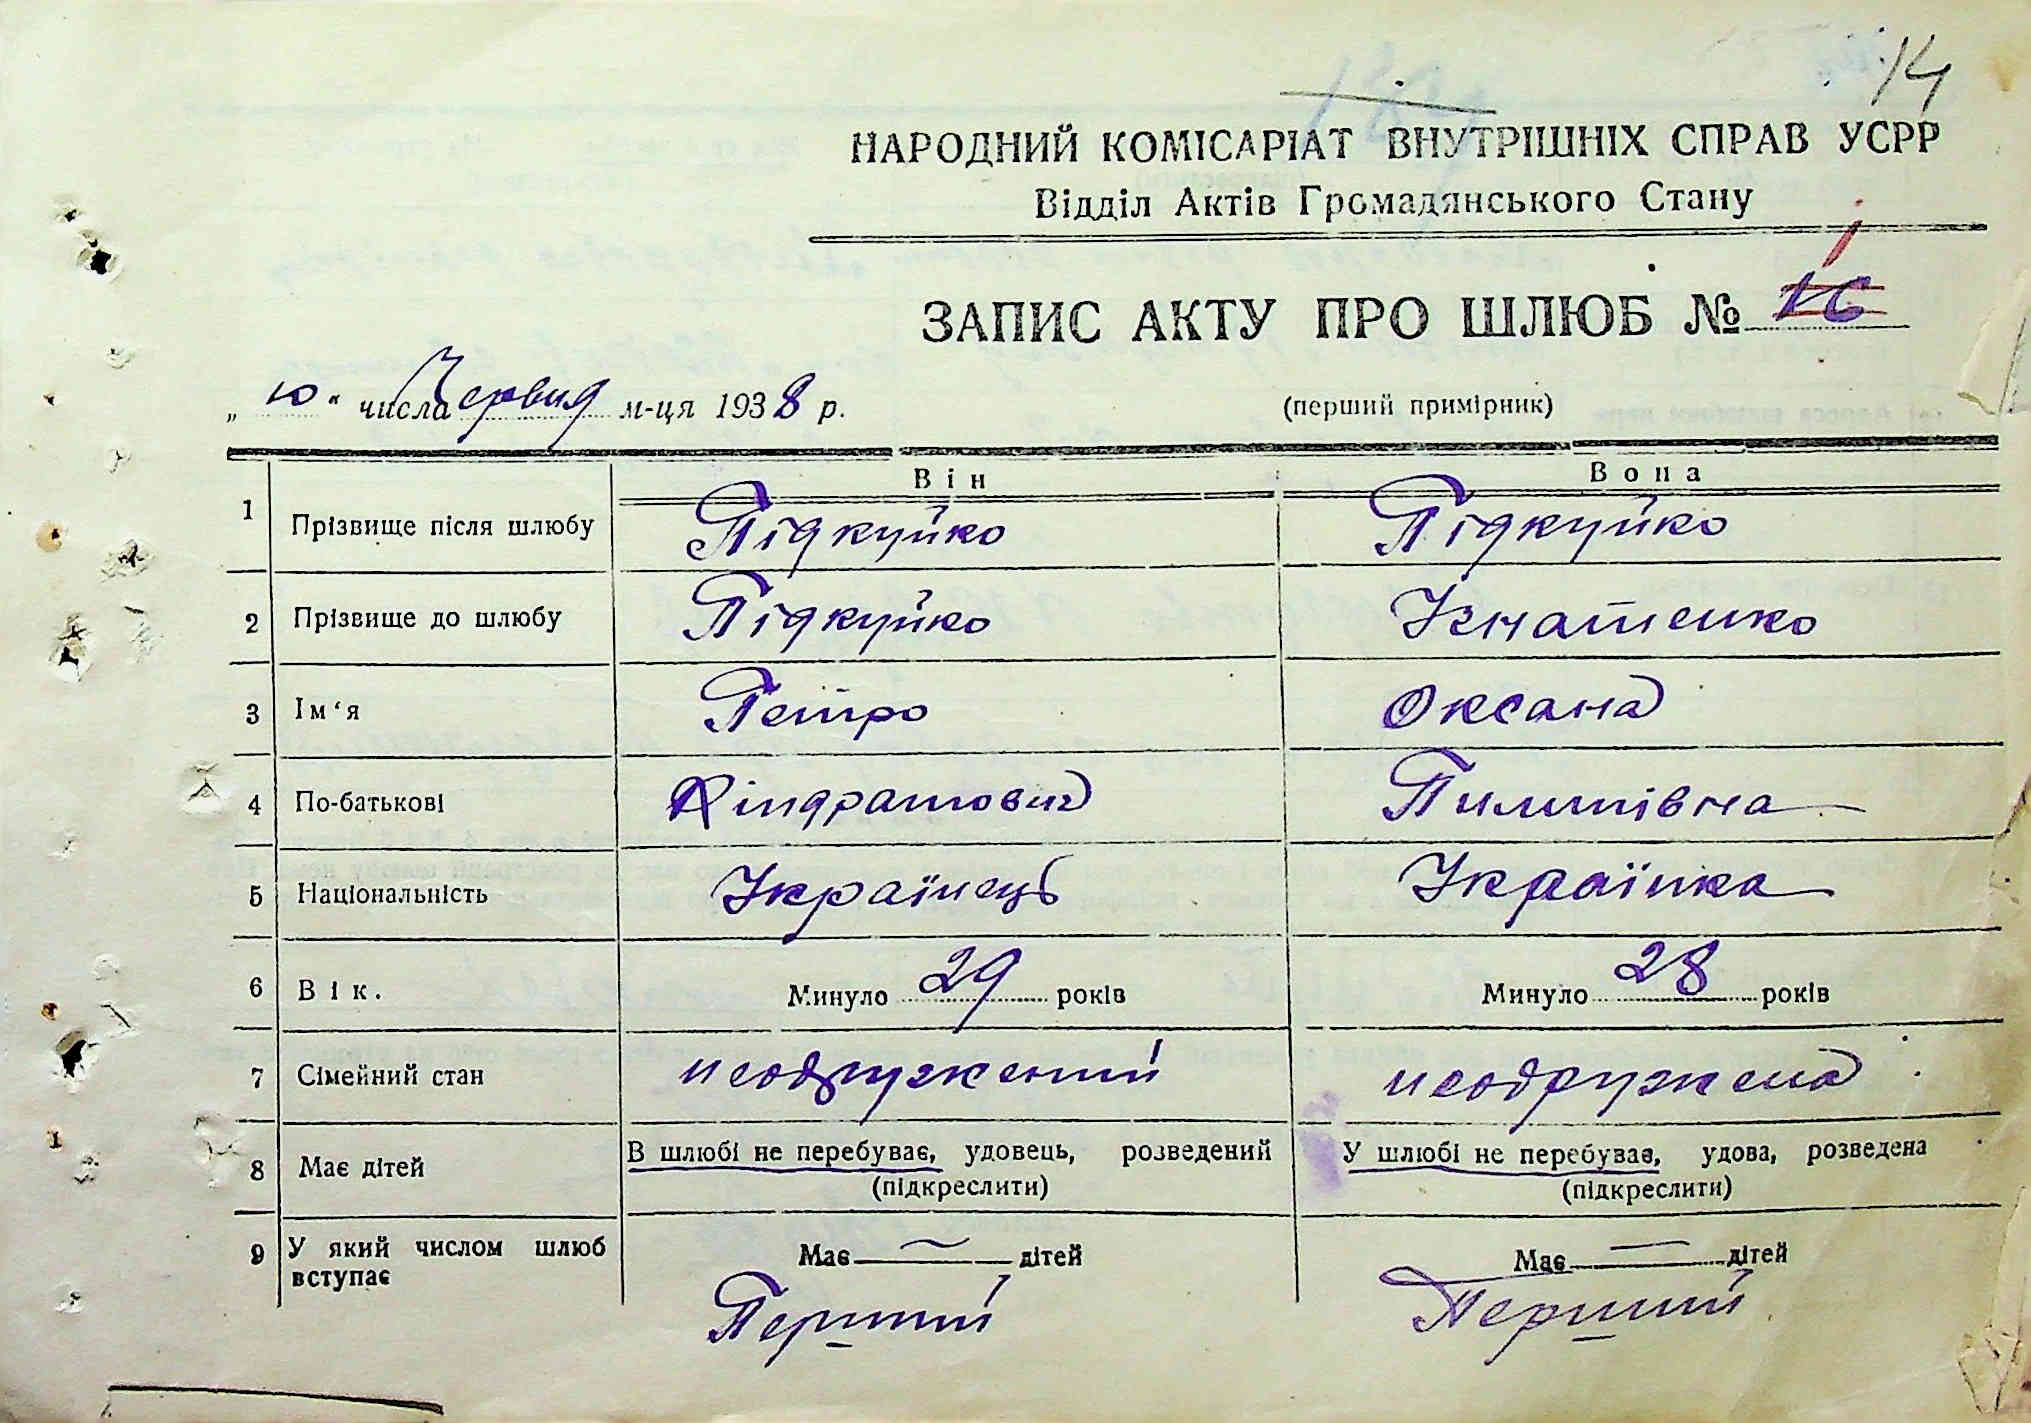 14
НАРОДНИЙ КОМІСАРІАТ ВНУТРІШНІХ СПРАВ УСРР
Відділ Актів Громадянського Стану
ЗАПИС АКТУ ПРО ШЛЮБ №
„10“ числа Червня м-ця 1938 р.
(перший примірник)
Він Вона
1 Прізвище після шлюбу Підкуйко Підкуйко
2 Прізвище до шлюбу Підкуйко Ікнатенко
3 Ім‘я Петро Оксана
4 По-батькові Кіндратович Пилипівна
5 Національність Українець Українка
6 Вік. Минуло 29 років Минуло 28 років
7 Сімейний стан неодружений неодружена
8 Має дітей В шлюбі не перебуває, удовець, розведений У шлюбі не перебуває, удова, розведена
(підкреслити) (підкреслити)
9 У який числом шлюб вступає Має — дітей Має — дітей
Перший Перший